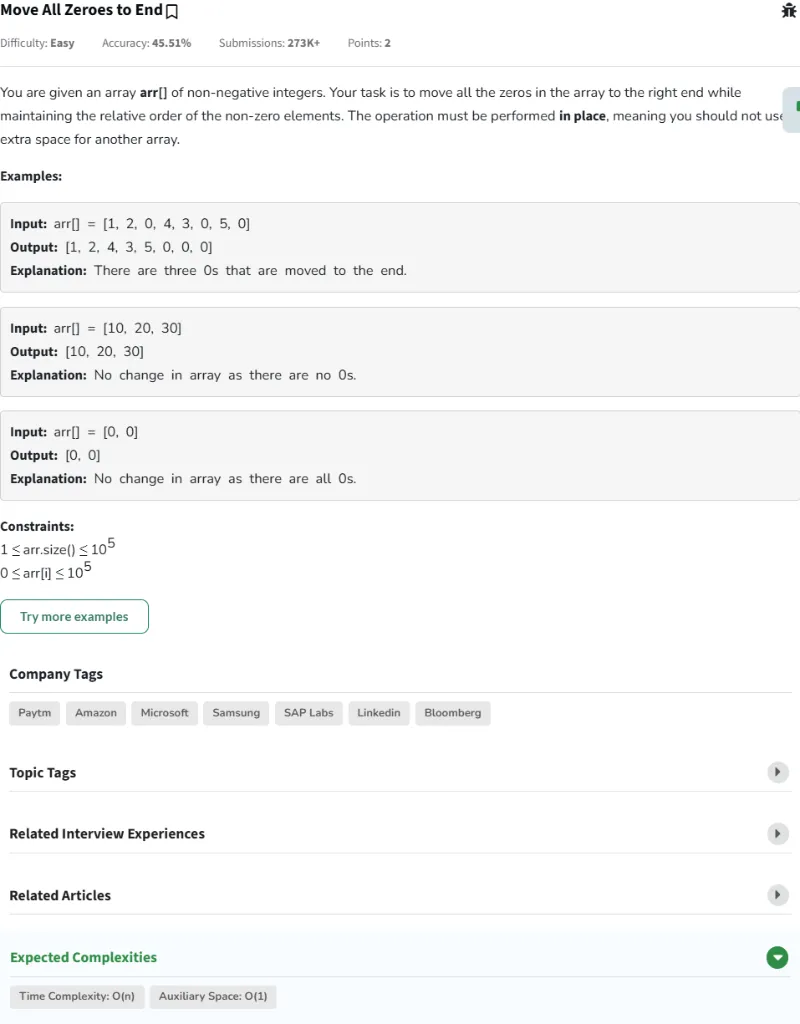 Move All Zeroes to End
Difficulty: Easy Accuracy: 45.51% Submissions: 273K+ Points: 2
You are given an array arr[] of non-negative integers. Your task is to move all the zeros in the array to the right end while
maintaining the relative order of the non-zero elements. The operation must be performed in place, meaning you should not use
extra space for another array.
Examples:
Input: arr[] = [1, 2, 0, 4, 3, 0, 5, 0]
Output: [1, 2, 4, 3, 5, 0, 0, 0]
Explanation: There are three 0s that are moved to the end.
Input: arr[] = [10, 20, 30]
Output: [10, 20, 30]
Explanation: No change in array as there are no 0s.
Input: arr[] = [0, 0]
Output: [0, 0]
Explanation: No change in array as there are all 0s.
Constraints:
1 ≤ arr.size() ≤ 10⁵
0 ≤ arr[i] ≤ 10⁵
Try more examples
Company Tags
Paytm Amazon Microsoft Samsung SAP Labs Linkedin Bloomberg
Topic Tags
Related Interview Experiences
Related Articles
Expected Complexities
Time Complexity: O(n) Auxiliary Space: O(1)